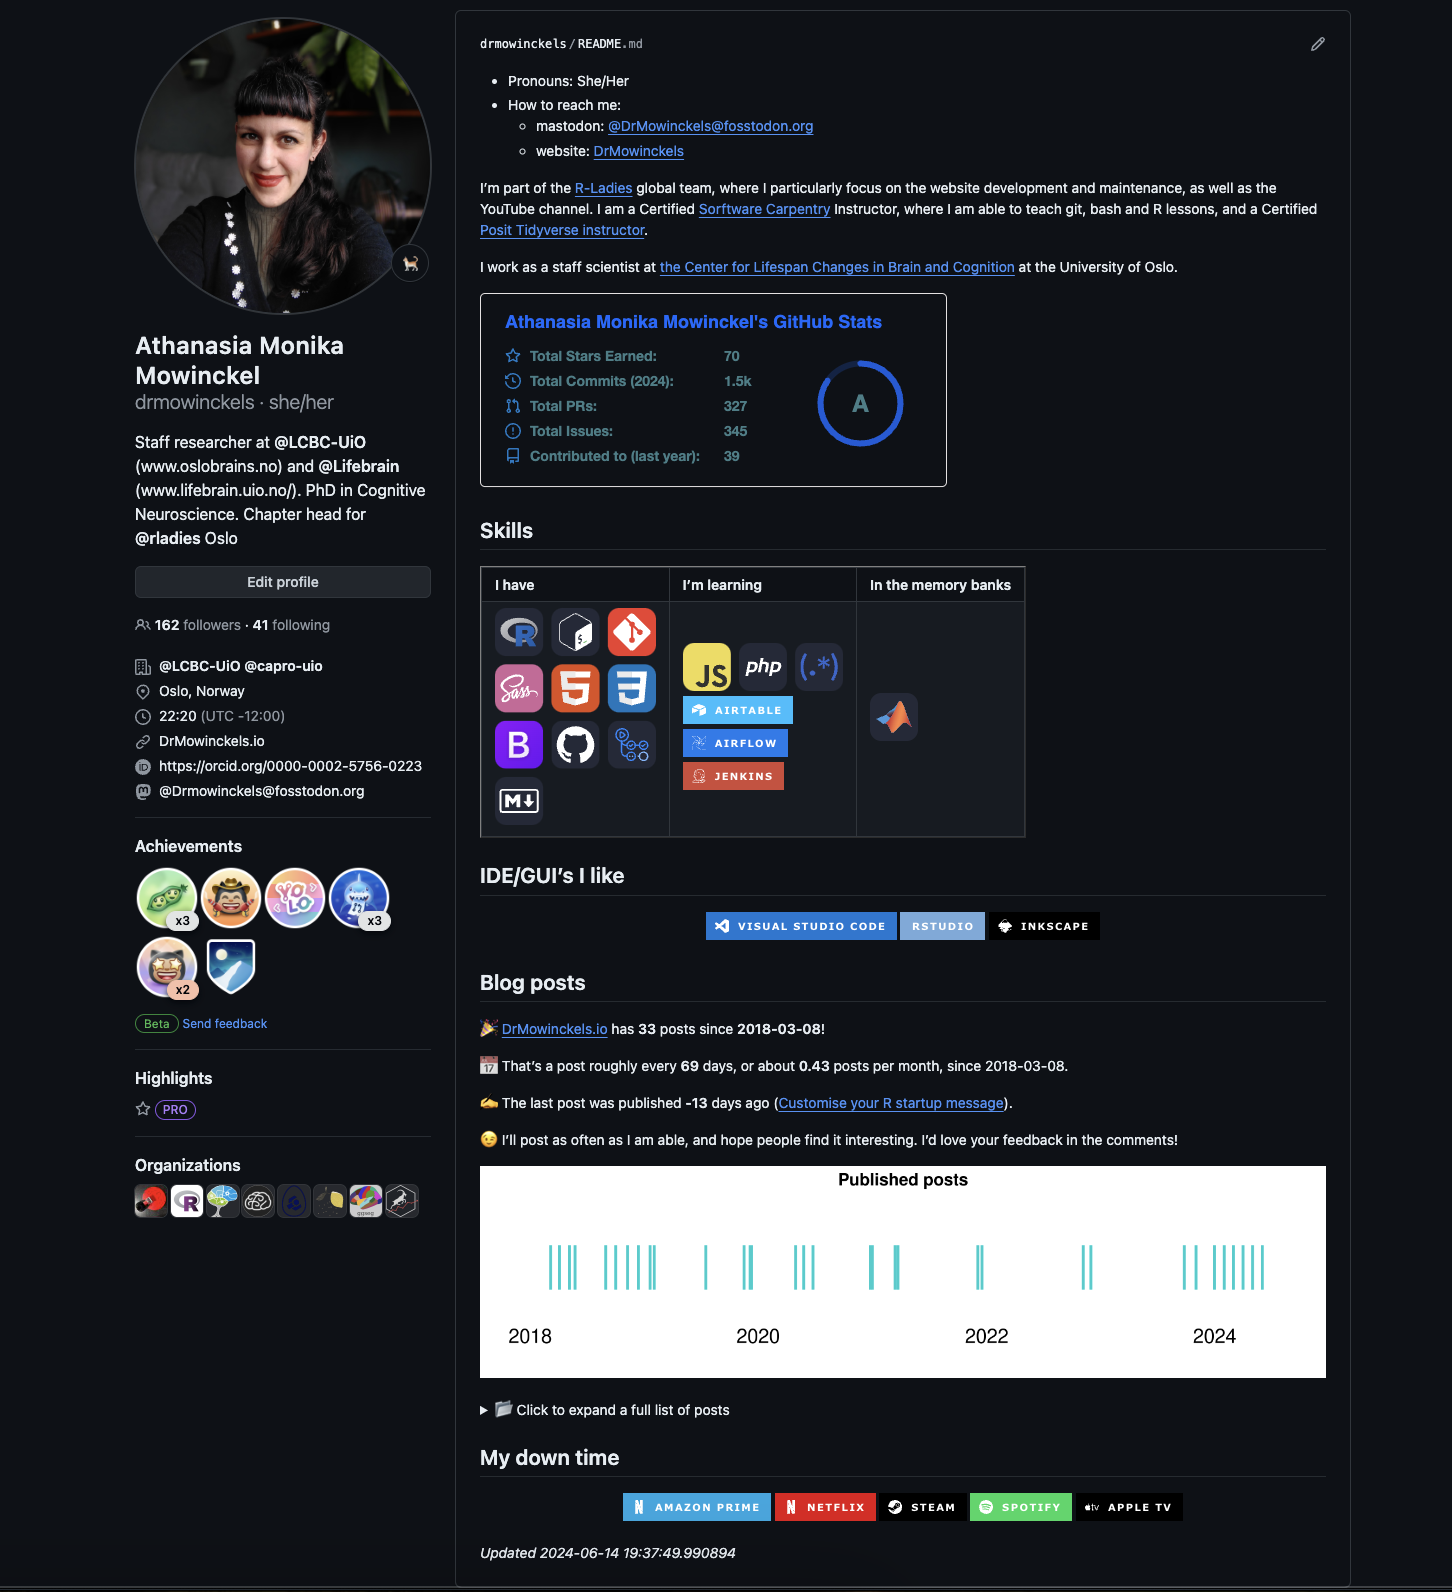 Athanasia Monika
Mowinckel
drmowinckels · she/her
Staff researcher at @LCBC-UiO
(www.oslobrains.no) and @Lifebrain
(www.lifebrain.uio.no/). PhD in Cognitive
Neuroscience. Chapter head for
@rladies Oslo
Edit profile
162 followers · 41 following
@LCBC-UiO @capro-uio
Oslo, Norway
22:20 (UTC -12:00)
DrMowinckels.io
https://orcid.org/0000-0002-5756-0223
@Drmowinckels@fosstodon.org
Achievements
x3
YOLO
x3
x2
Beta Send feedback
Highlights
PRO
Organizations
drmowinckels/README.md
Pronouns: She/Her
How to reach me:
mastodon: @DrMowinckels@fosstodon.org
website: DrMowinckels
I'm part of the R-Ladies global team, where I particularly focus on the website development and maintenance, as well as the
YouTube channel. I am a Certified Sorftware Carpentry Instructor, where I am able to teach git, bash and R lessons, and a Certified
Posit Tidyverse instructor.
I work as a staff scientist at the Center for Lifespan Changes in Brain and Cognition at the University of Oslo.
Athanasia Monika Mowinckel's GitHub Stats
Total Stars Earned: 70
Total Commits (2024): 1.5k
Total PRs: 327
Total Issues: 345
Contributed to (last year): 39
A
Skills
I have I'm learning In the memory banks
R $_
Sass 5 3
B
M
JS php (.*)
AIRTABLE
AIRFLOW
JENKINS
IDE/GUI's I like
VISUAL STUDIO CODE RSTUDIO INKSCAPE
Blog posts
🎉 DrMowinckels.io has 33 posts since 2018-03-08!
📅 That's a post roughly every 69 days, or about 0.43 posts per month, since 2018-03-08.
✍️ The last post was published -13 days ago (Customise your R startup message).
😉 I'll post as often as I am able, and hope people find it interesting. I'd love your feedback in the comments!
Published posts
2018 2020 2022 2024
Click to expand a full list of posts
My down time
AMAZON PRIME NETFLIX STEAM SPOTIFY tv APPLE TV
Updated 2024-06-14 19:37:49.990894